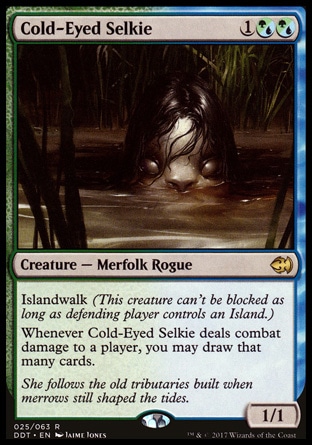 Cold-Eyed Selkie 1
Creature — Merfolk Rogue
Islandwalk (This creature can't be blocked as
long as defending player controls an Island.)
Whenever Cold-Eyed Selkie deals combat
damage to a player, you may draw that
many cards.
She follows the old tributaries built when
merrows still shaped the tides.
1/1
025/063 R
DDT • EN Jaime Jones
™ & © 2017 Wizards of the Coast